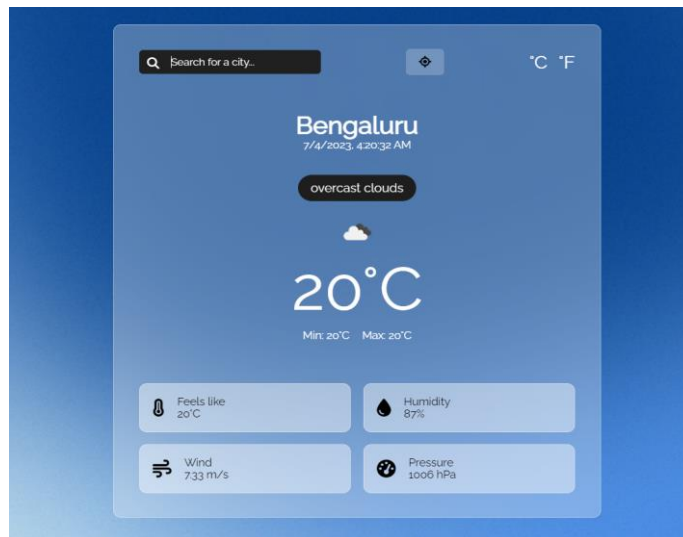 Search for a city...
°C °F
Bengaluru
7/4/2023, 4:20:32 AM
overcast clouds
20°C
Min: 20°C Max: 20°C
Feels like
20°C
Humidity
87%
Wind
7.33 m/s
Pressure
1006 hPa